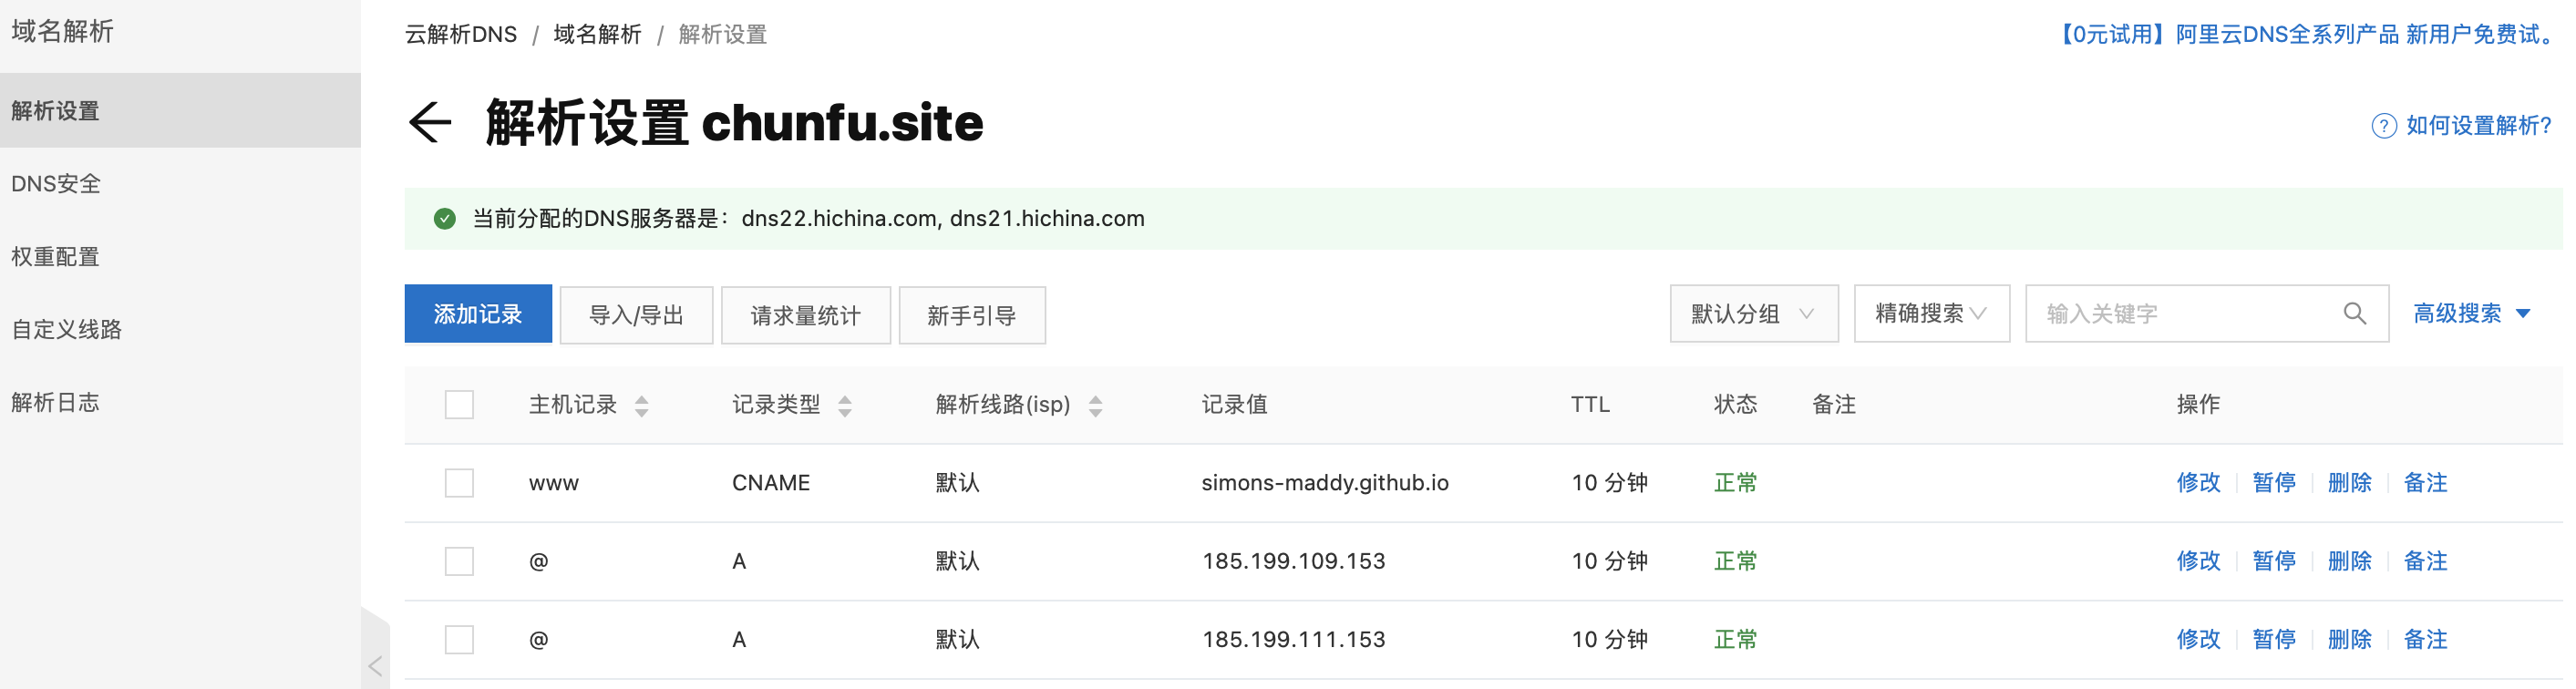 域名解析
解析设置
DNS安全
权重配置
自定义线路
解析日志
云解析DNS / 域名解析 / 解析设置
【0元试用】阿里云DNS全系列产品 新用户免费试。
解析设置 chunfu.site
如何设置解析?
当前分配的DNS服务器是：dns22.hichina.com, dns21.hichina.com
添加记录 导入/导出 请求量统计 新手引导 默认分组 精确搜索 输入关键字 高级搜索
主机记录 记录类型 解析线路(isp) 记录值 TTL 状态 备注 操作
www CNAME 默认 simons-maddy.github.io 10 分钟 正常 修改 暂停 删除 备注
@ A 默认 185.199.109.153 10 分钟 正常 修改 暂停 删除 备注
@ A 默认 185.199.111.153 10 分钟 正常 修改 暂停 删除 备注